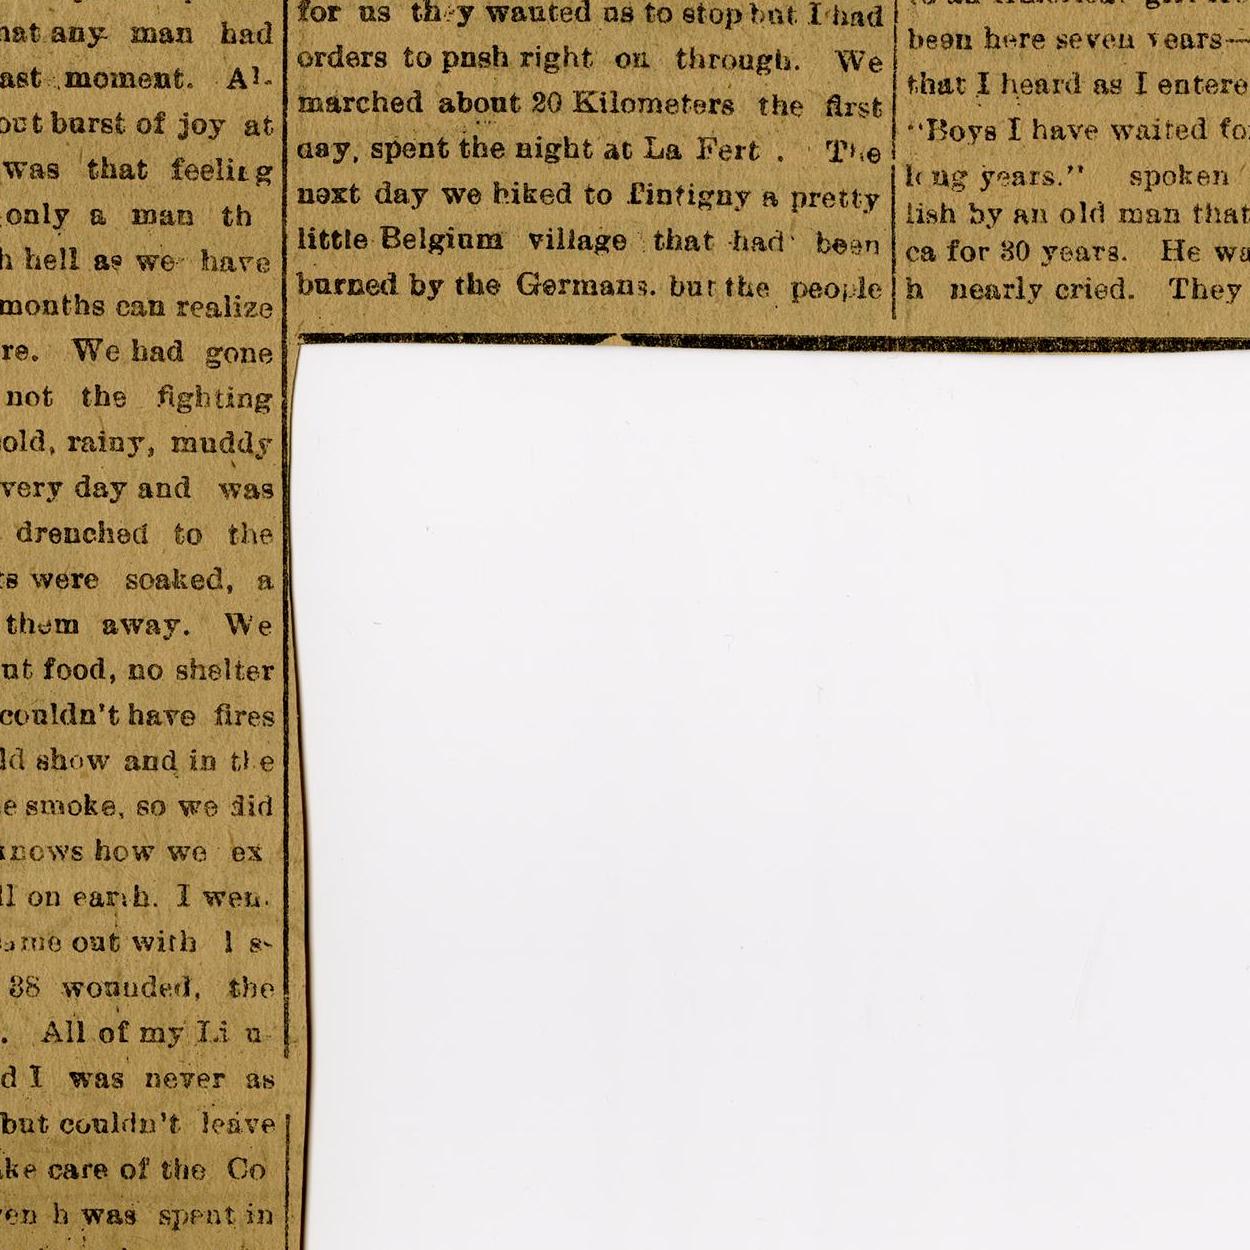 hat any man had
ast moment. Al-
out burst of joy at
was that feeling
only a man th
h hell as we have
months can realize
re. We had gone
not the fighting
old, rainy, muddy
very day and was
drenched to the
ts were soaked, a
them away. We
ut food, no shelter
couldn't have fires
ld show and in the
e smoke, so we did
knows how we ex
ll on earth. I wen.
ame out with 1 s-
38 wounded, the
. All of my Li u
d I was never as
but couldn't leave
ake care of the Co
ven h was spent in
for us they wanted us to stop but I had
orders to push right on through. We
marched about 20 Kilometers the first
day, spent the night at La Fert . The
next day we hiked to Tintigny a pretty
little Belgium village that had been
burned by the Germans. but the people
been here seven years—
that I heard as I entere
"Boys I have waited fo
long years." spoken
lish by an old man that
ca for 30 years. He wa
h nearly cried. They